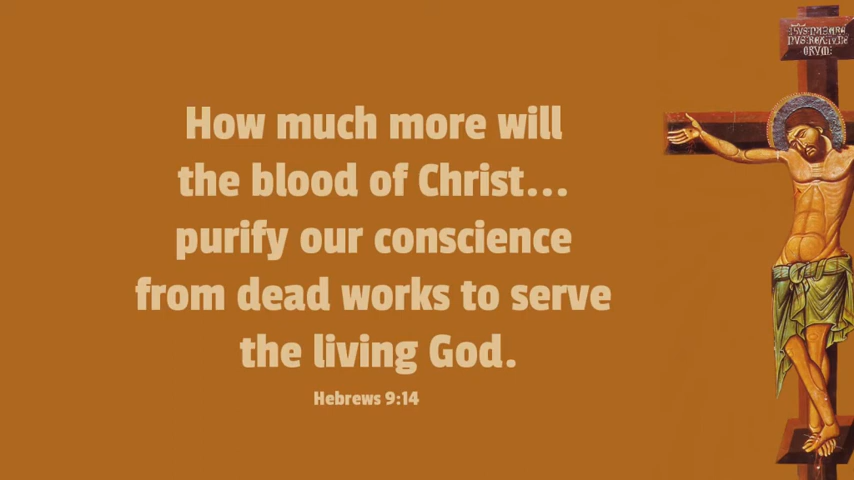 How much more will
the blood of Christ...
purify our conscience
from dead works to serve
the living God.
Hebrews 9:14
ORVM: